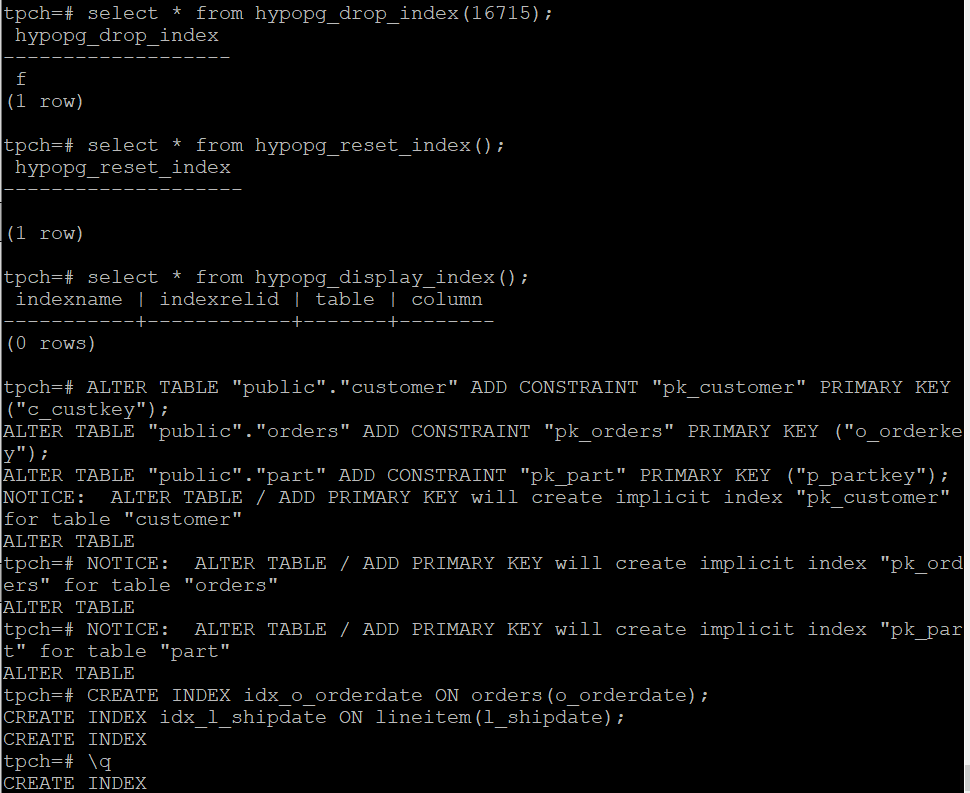 tpch=# select * from hypopg_drop_index(16715);
 hypopg_drop_index
-------------------
 f
(1 row)

tpch=# select * from hypopg_reset_index();
 hypopg_reset_index
--------------------

(1 row)

tpch=# select * from hypopg_display_index();
 indexname | indexrelid | table | column
-----------+------------+-------+--------
(0 rows)

tpch=# ALTER TABLE "public"."customer" ADD CONSTRAINT "pk_customer" PRIMARY KEY
("c_custkey");
ALTER TABLE "public"."orders" ADD CONSTRAINT "pk_orders" PRIMARY KEY ("o_orderke
y");
ALTER TABLE "public"."part" ADD CONSTRAINT "pk_part" PRIMARY KEY ("p_partkey");
NOTICE:  ALTER TABLE / ADD PRIMARY KEY will create implicit index "pk_customer"
for table "customer"
ALTER TABLE
tpch=# NOTICE:  ALTER TABLE / ADD PRIMARY KEY will create implicit index "pk_ord
ers" for table "orders"
ALTER TABLE
tpch=# NOTICE:  ALTER TABLE / ADD PRIMARY KEY will create implicit index "pk_par
t" for table "part"
ALTER TABLE
tpch=# CREATE INDEX idx_o_orderdate ON orders(o_orderdate);
CREATE INDEX idx_l_shipdate ON lineitem(l_shipdate);
CREATE INDEX
tpch=# \q
CREATE INDEX